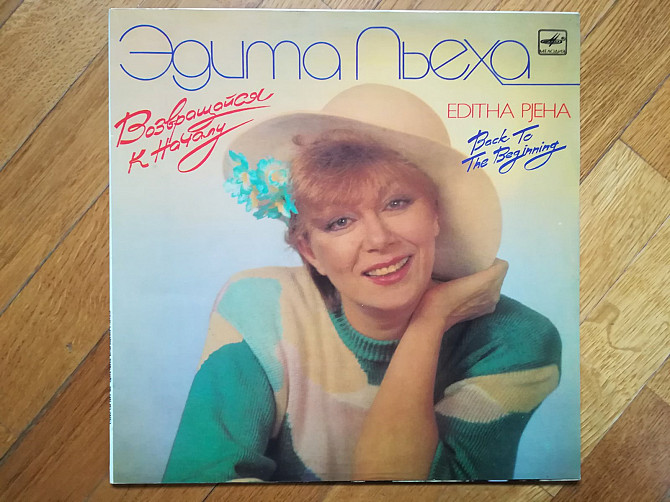 Эдита Пьеха
МЕЛОДИЯ
Возвращайся
к Началу
EDITHA PJEHA
Back To
The Beginning